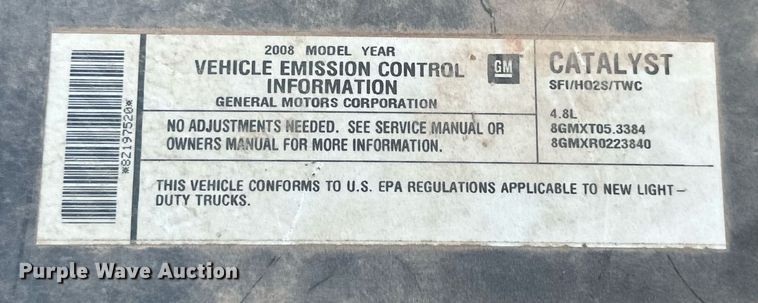 *8Z197520*
2008 MODEL YEAR
VEHICLE EMISSION CONTROL
INFORMATION
GENERAL MOTORS CORPORATION
GM
CATALYST
SFI/HO2S/TWC
4.8L
8GMXT05.3384
8GMXR0223840
NO ADJUSTMENTS NEEDED. SEE SERVICE MANUAL OR
OWNERS MANUAL FOR MORE INFORMATION.
THIS VEHICLE CONFORMS TO U.S. EPA REGULATIONS APPLICABLE TO NEW LIGHT-
DUTY TRUCKS.
Purple Wave Auction